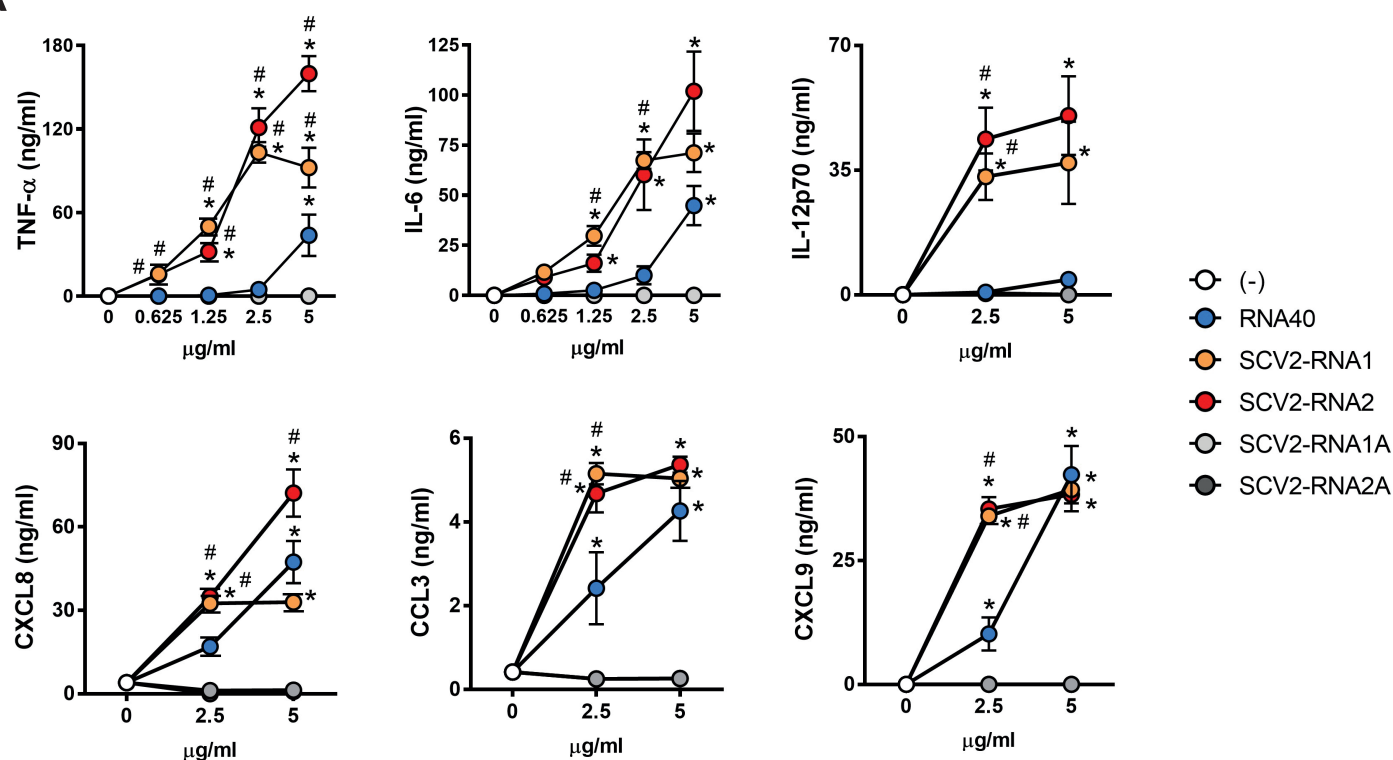 TNF-α (ng/ml)
180
120
60
0
# *
# *
# *
# *
# *
# *
*
#
#
0 0.625 1.25 2.5 5
μg/ml
IL-6 (ng/ml)
125
100
75
50
25
0
*
# *
# *
*
*
*
*
0 0.625 1.25 2.5 5
μg/ml
IL-12p70 (ng/ml)
70
35
0
# *
*
* #
*
0 2.5 5
μg/ml
(-)
RNA40
SCV2-RNA1
SCV2-RNA2
SCV2-RNA1A
SCV2-RNA2A
CXCL8 (ng/ml)
90
60
30
0
# *
# *
* #
*
*
0 2.5 5
μg/ml
CCL3 (ng/ml)
6
4
2
0
# *
# *
*
*
*
*
0 2.5 5
μg/ml
CXCL9 (ng/ml)
50
25
0
# *
* #
*
*
*
*
0 2.5 5
μg/ml